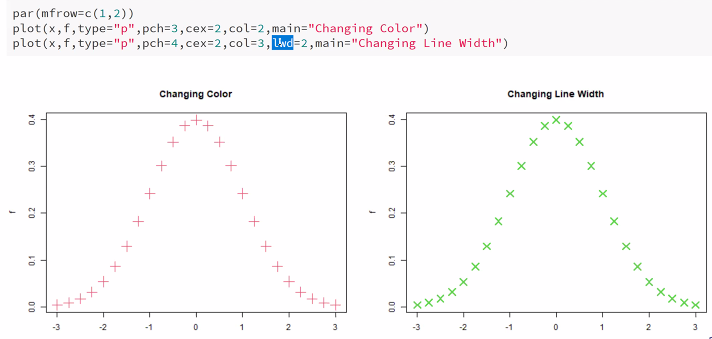 par(mfrow=c(1,2))
plot(x,f,type="p",pch=3,cex=2,col=2,main="Changing Color")
plot(x,f,type="p",pch=4,cex=2,col=3,lwd=2,main="Changing Line Width")
Changing Color
0.4
0.3
0.2
0.1
0.0
f
-3 -2 -1 0 1 2 3
Changing Line Width
0.4
0.3
0.2
0.1
0.0
f
-3 -2 -1 0 1 2 3